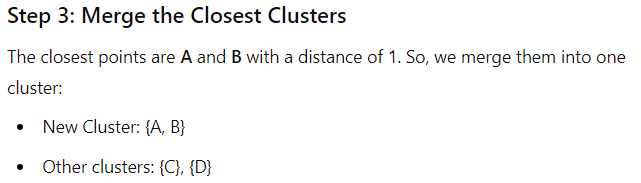 Step 3: Merge the Closest Clusters
The closest points are A and B with a distance of 1. So, we merge them into one
cluster:
• New Cluster: {A, B}
• Other clusters: {C}, {D}